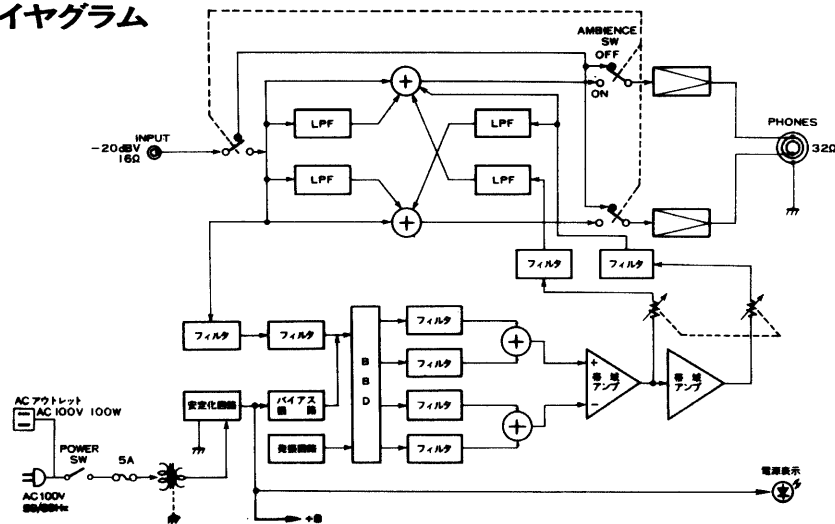 イヤグラム
AMBIENCE
SW
OFF
ON
INPUT
-20dBV
16Ω
LPF
LPF
LPF
LPF
PHONES
32Ω
フィルタ
フィルタ
フィルタ
フィルタ
フィルタ
フィルタ
フィルタ
フィルタ
B
B
D
安定化回路
バイアス
回路
発振回路
+
−
帯域
アンプ
帯域
アンプ
ACアウトレット
AC100V 100W
POWER
SW
5A
AC100V
50/60Hz
+B
電源表示